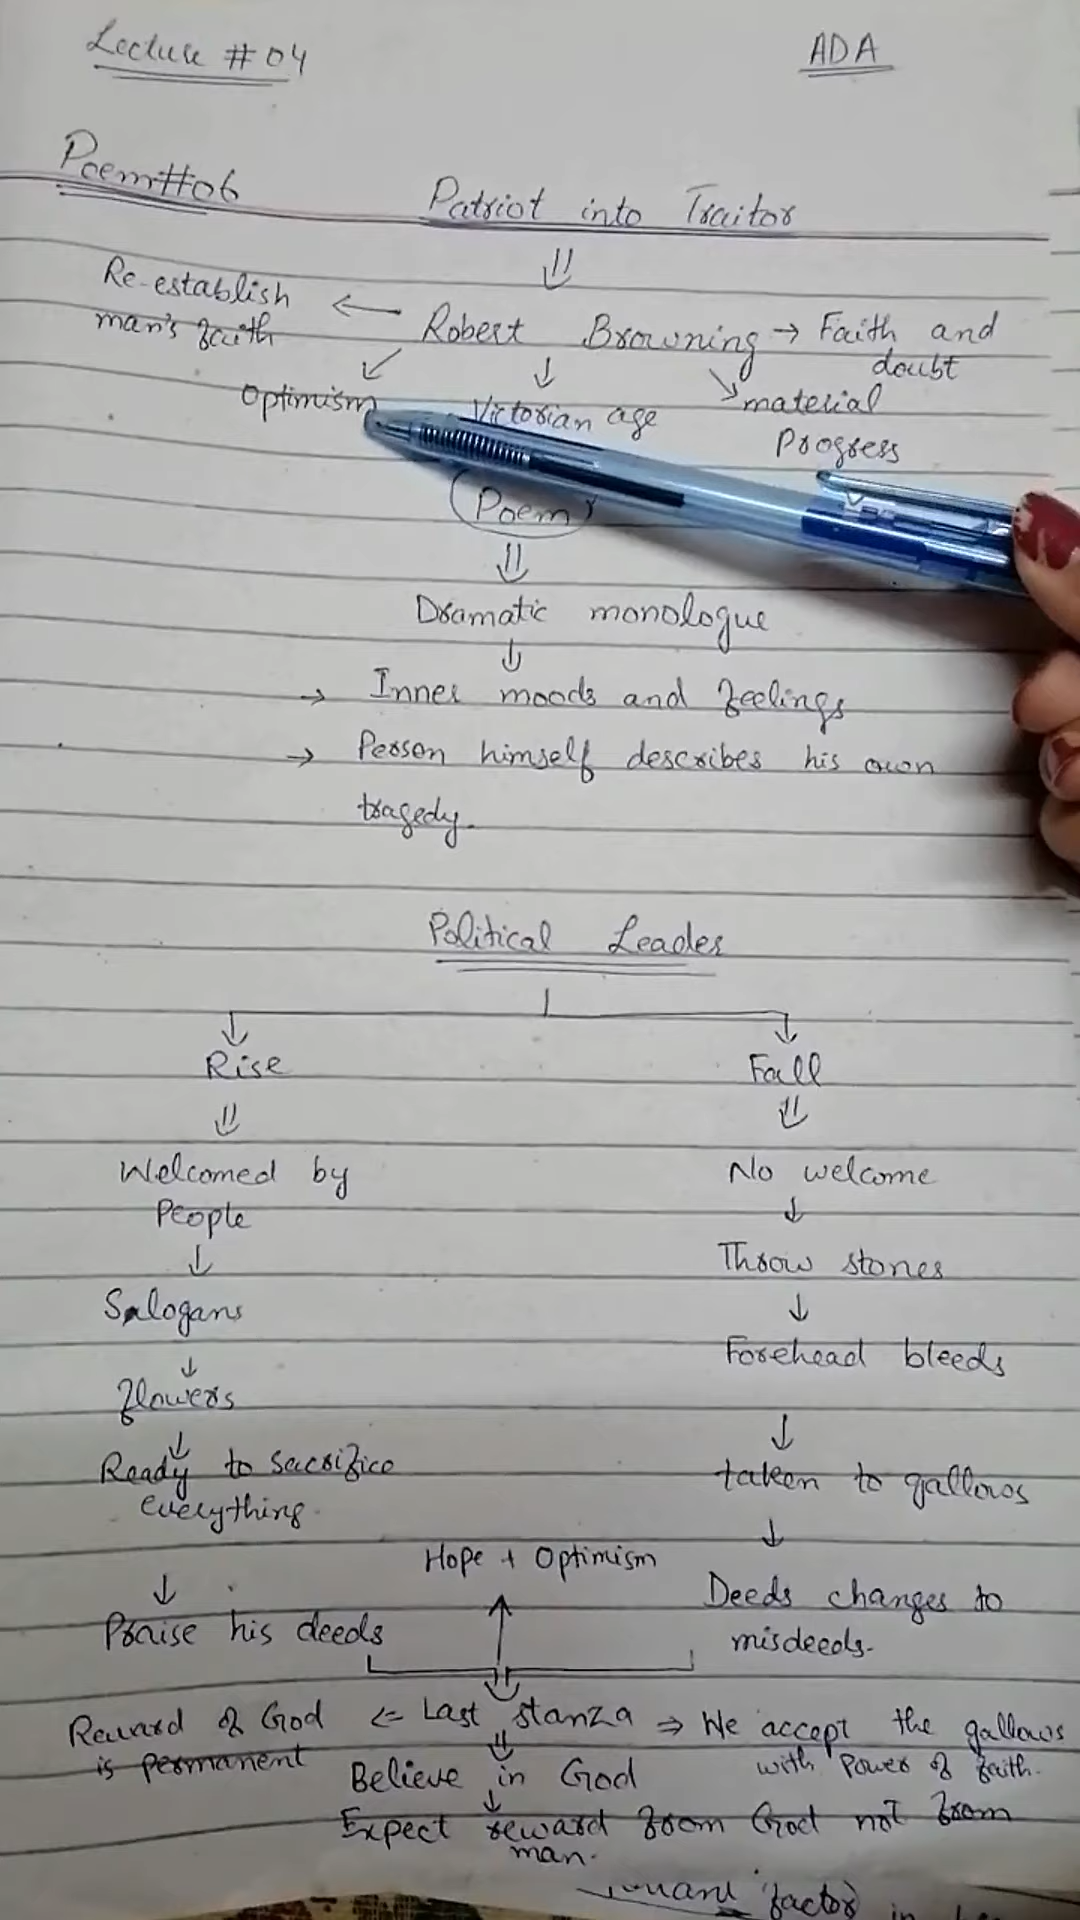 Lecture # 04
ADA
Poem#06
Patriot into Traitor
Re-establish
man's faith
Robert Browning → Faith and
doubt
Optimism
Victorian age
material
Progress
Poem
Dramatic monologue
→ Inner moods and feelings
→ Person himself describes his own
tragedy.
Political Leader
Rise
Fall
Welcomed by
People
No welcome
Throw stones
Slogans
Forehead bleeds
flowers
Ready to sacrifice
everything.
taken to gallows
Hope + Optimism
Praise his deeds
Deeds changes to
misdeeds.
Reward of God ⇐ Last stanza ⇒ We accept the gallows
is permanent
with Power of faith.
Believe in God
Expect reward from God not from
man.
factor in